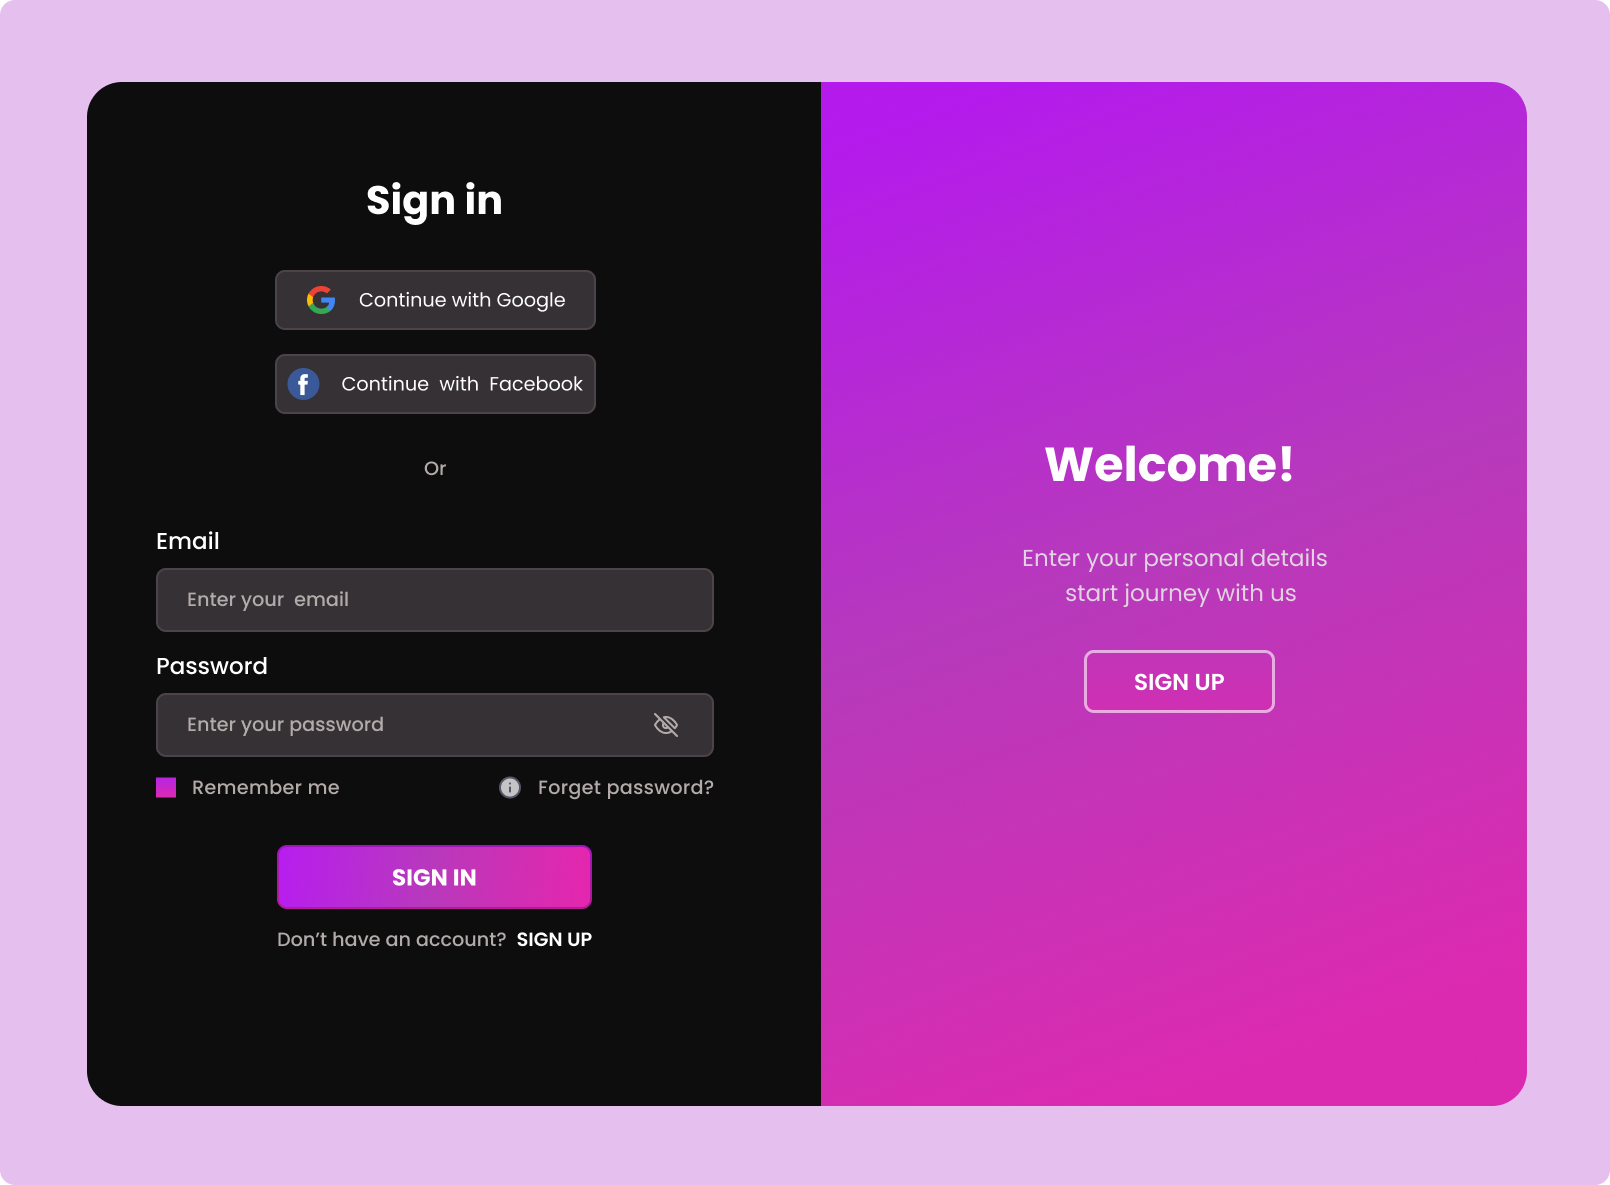 Sign in
Continue with Google
Continue with Facebook
Or
Email
Enter your email
Password
Enter your password
Remember me
Forget password?
SIGN IN
Don’t have an account? SIGN UP
Welcome!
Enter your personal details
start journey with us
SIGN UP